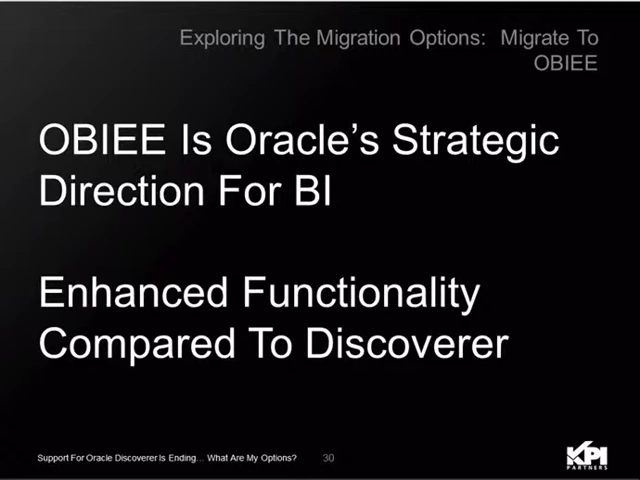 Exploring The Migration Options:  Migrate To
OBIEE
OBIEE Is Oracle's Strategic
Direction For BI
Enhanced Functionality
Compared To Discoverer
Support For Oracle Discoverer Is Ending… What Are My Options? 30
KPI
PARTNERS